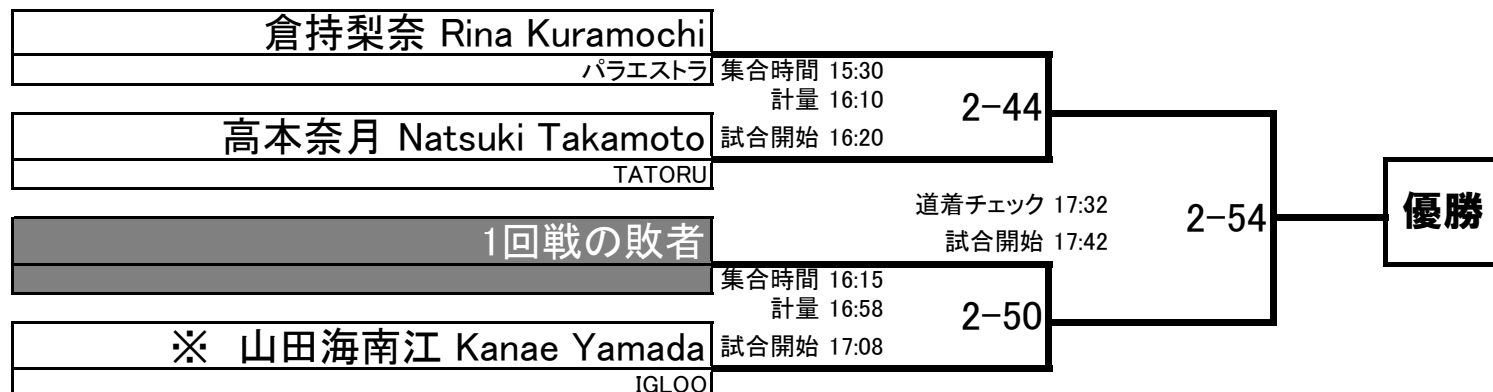 倉持梨奈 Rina Kuramochi
パラエストラ
集合時間 15:30
計量 16:10
2-44
高本奈月 Natsuki Takamoto
試合開始 16:20
TATORU
道着チェック 17:32
2-54
優勝
1回戦の敗者
試合開始 17:42
集合時間 16:15
計量 16:58
2-50
※ 山田海南江 Kanae Yamada
試合開始 17:08
IGLOO